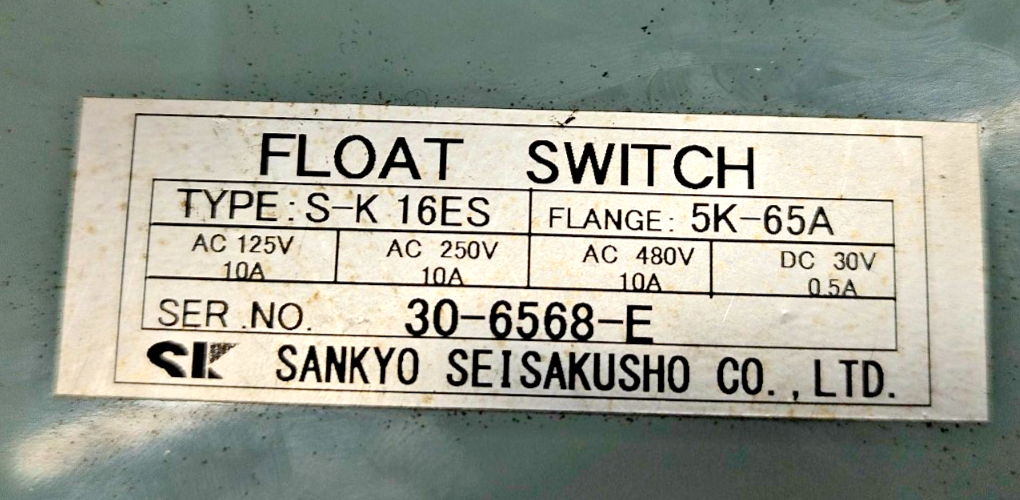 FLOAT SWITCH
TYPE: S-K 16ES FLANGE: 5K-65A
AC 125V AC 250V AC 480V DC 30V
10A 10A 10A 0.5A
SER.NO. 30-6568-E
SK SANKYO SEISAKUSHO CO.,LTD.